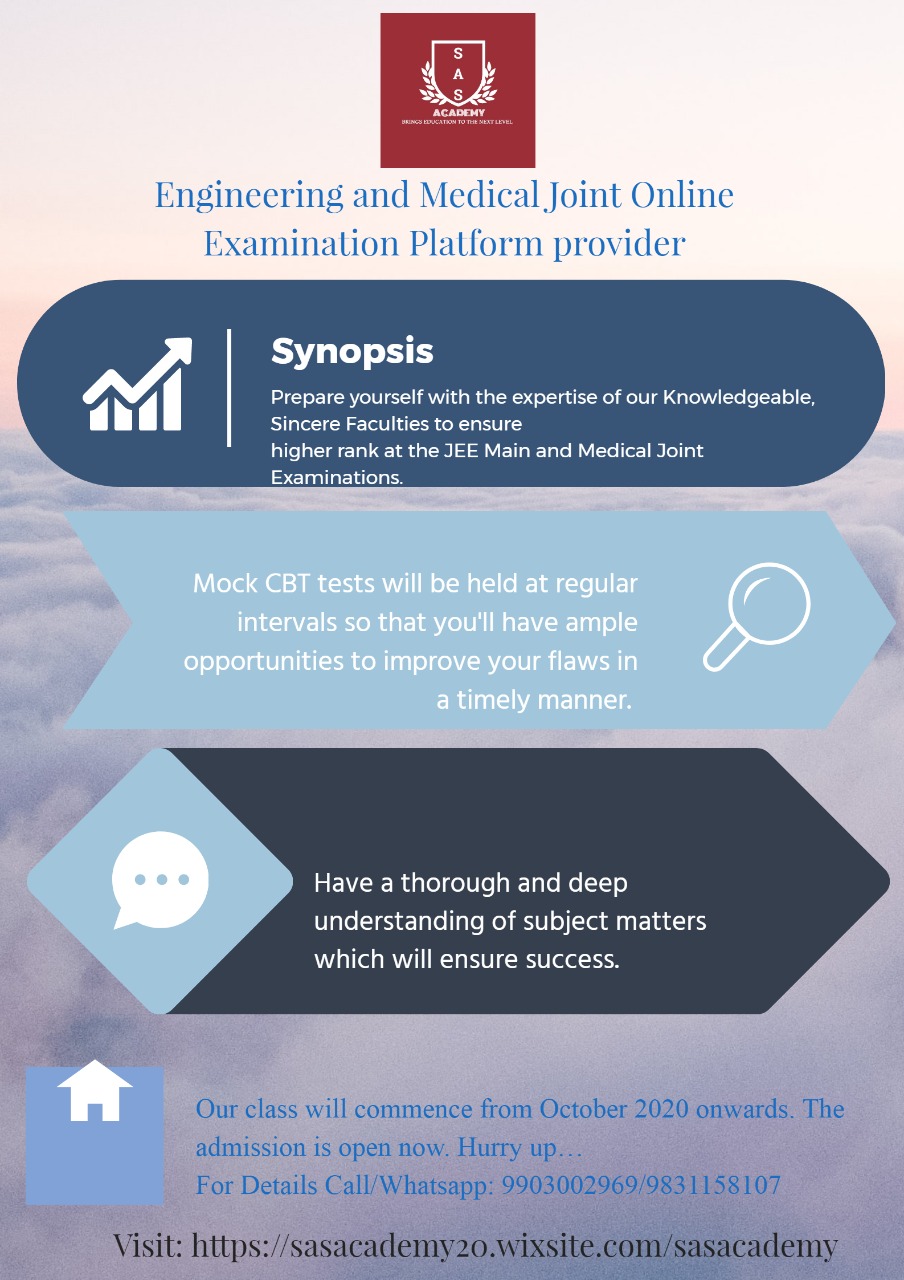 S
A
S
ACADEMY
BRINGS EDUCATION TO THE NEXT LEVEL
Engineering and Medical Joint Online
Examination Platform provider
Synopsis
Prepare yourself with the expertise of our Knowledgeable,
Sincere Faculties to ensure
higher rank at the JEE Main and Medical Joint
Examinations.
Mock CBT tests will be held at regular
intervals so that you'll have ample
opportunities to improve your flaws in
a timely manner.
Have a thorough and deep
understanding of subject matters
which will ensure success.
Our class will commence from October 2020 onwards. The
admission is open now. Hurry up…
For Details Call/Whatsapp: 9903002969/9831158107
Visit: https://sasacademy20.wixsite.com/sasacademy